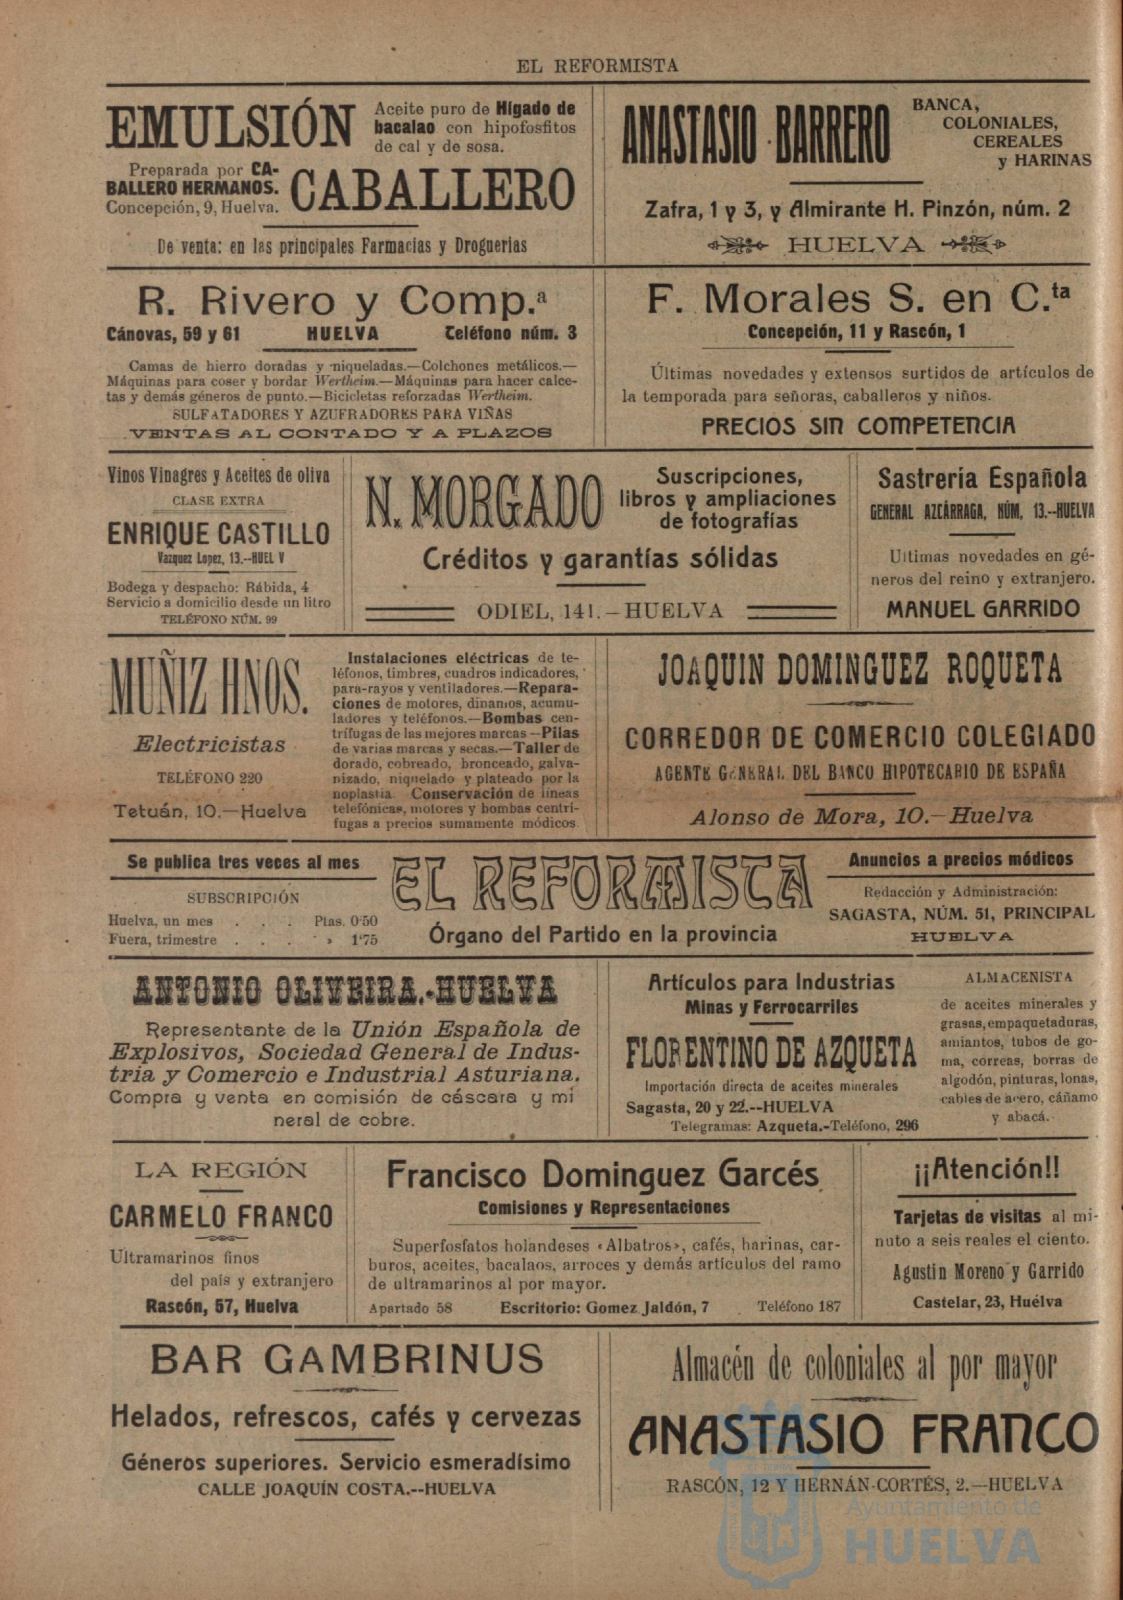 EL REFORMISTA
EMULSIÓN
Aceite puro de Hígado de
bacalao con hipofosfitos
de cal y de sosa.
Preparada por CA-
BALLERO HERMANOS.
Concepción, 9, Huelva.
CABALLERO
De venta: en las principales Farmacias y Droguerias
ANASTASIO BARRERO
BANCA,
COLONIALES,
CEREALES
y HARINAS
Zafra, 1 y 3, y Almirante H. Pinzón, núm. 2
HUELVA
R. Rivero y Comp.ª
Cánovas, 59 y 61 HUELVA Teléfono núm. 3
Camas de hierro doradas y niqueladas.—Colchones metálicos.—
Máquinas para coser y bordar Wertheim.—Máquinas para hacer calce-
tas y demás géneros de punto.—Bicicletas reforzadas Wertheim.
SULFATADORES Y AZUFRADORES PARA VIÑAS
VENTAS AL CONTADO Y A PLAZOS
F. Morales S. en C.ta
Concepción, 11 y Rascón, 1
Últimas novedades y extensos surtidos de artículos de
la temporada para señoras, caballeros y niños.
PRECIOS SIN COMPETENCIA
Vinos Vinagres y Aceites de oliva
CLASE EXTRA
ENRIQUE CASTILLO
Vazquez Lopez, 13.--HUEL V
Bodega y despacho: Rábida, 4
Servicio a domicilio desde un litro
TELÉFONO NÚM. 99
N. MORGADO
Suscripciones,
libros y ampliaciones
de fotografías
Créditos y garantías sólidas
ODIEL, 141.—HUELVA
Sastrería Española
GENERAL AZCÁRRAGA, NÚM, 13.--HUELVA
Ultimas novedades en gé-
neros del reino y extranjero.
MANUEL GARRIDO
MUÑIZ HNOS.
Electricistas
TELÉFONO 220
Tetuán, 10.—Huelva
Instalaciones eléctricas de te-
léfonos, timbres, cuadros indicadores,
para-rayos y ventiladores.—Repara-
ciones de motores, dinamos, acumu-
ladores y teléfonos.—Bombas cen-
trífugas de las mejores marcas—Pilas
de varias marcas y secas.—Taller de
dorado, cobreado, bronceado, galva-
nizado, niquelado y plateado por la
noplastia. Conservación de líneas
telefónicas, motores y bombas centrí-
fugas a precios sumamente módicos.
JOAQUIN DOMINGUEZ ROQUETA
CORREDOR DE COMERCIO COLEGIADO
AGENTE GENERAL DEL BANCO HIPOTECARIO DE ESPAÑA
Alonso de Mora, 10.—Huelva
Se publica tres veces al mes
SUBSCRIPCIÓN
Huelva, un mes . . . Ptas. 0'50
Fuera, trimestre . . . » 1'75
EL REFORMISTA
Órgano del Partido en la provincia
Anuncios a precios módicos
Redacción y Administración:
SAGASTA, NÚM. 51, PRINCIPAL
HUELVA
ANTONIO OLIVEIRA.-HUELVA
Representante de la Unión Española de
Explosivos, Sociedad General de Indus-
tria y Comercio e Industrial Asturiana.
Compra y venta en comisión de cáscara y mi
neral de cobre.
Artículos para Industrias
Minas y Ferrocarriles
FLORENTINO DE AZQUETA
Importación directa de aceites minerales
Sagasta, 20 y 22.--HUELVA
Telegramas: Azqueta.-Teléfono, 296
ALMACENISTA
de aceites minerales y
grasas, empaquetaduras,
amiantos, tubos de go-
ma, correas, borras de
algodón, pinturas, lonas,
cables de acero, cáñamo
y abacá.
LA REGIÓN
CARMELO FRANCO
Ultramarinos finos
del país y extranjero
Rascón, 57, Huelva
Francisco Dominguez Garcés
Comisiones y Representaciones
Superfosfatos holandeses «Albatros», cafés, harinas, car-
buros, aceites, bacalaos, arroces y demás artículos del ramo
de ultramarinos al por mayor.
Apartado 58 Escritorio: Gomez Jaldón, 7 Teléfono 187
¡¡Atención!!
Tarjetas de visitas al mi-
nuto a seis reales el ciento.
Agustin Moreno y Garrido
Castelar, 23, Huelva
BAR GAMBRINUS
Helados, refrescos, cafés y cervezas
Géneros superiores. Servicio esmeradísimo
CALLE JOAQUÍN COSTA.--HUELVA
Almacén de coloniales al por mayor
ANASTASIO FRANCO
RASCÓN, 12 Y HERNÁN-CORTÉS, 2.—HUELVA
Ayuntamiento de
HUELVA